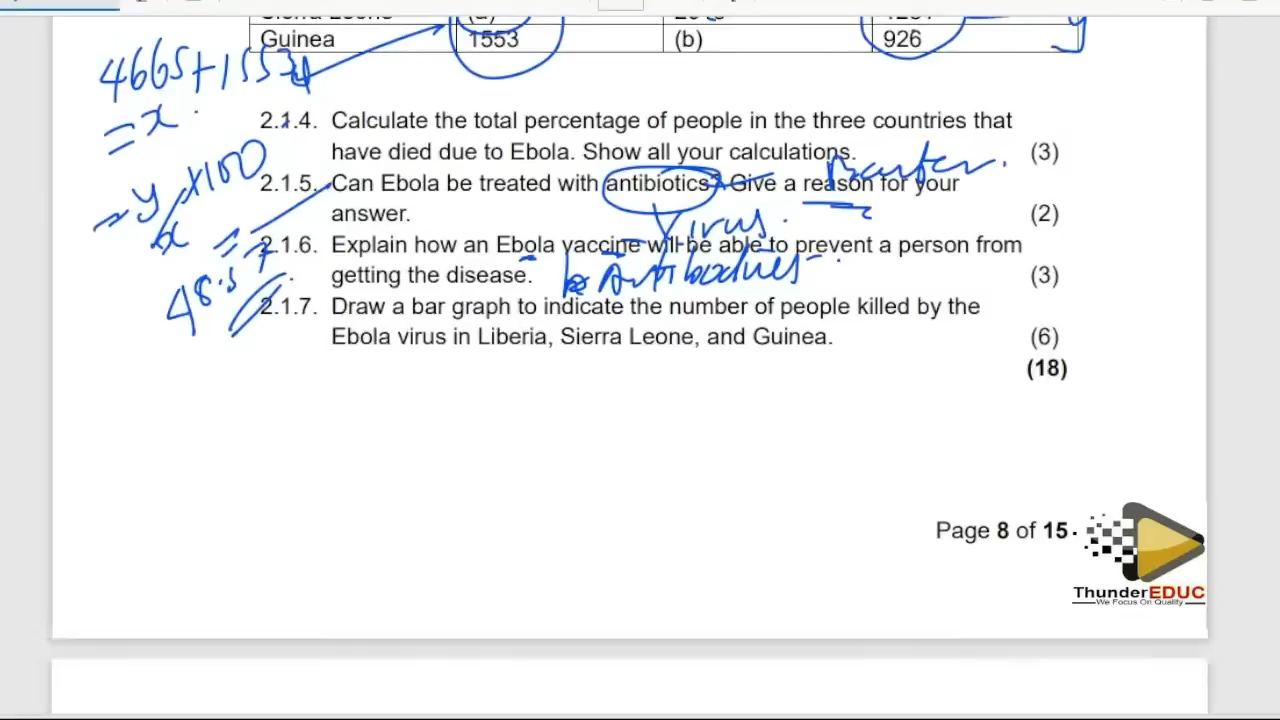 Guinea 1553 (b) 926
y
4665+1553
= x
2.1.4. Calculate the total percentage of people in the three countries that
have died due to Ebola. Show all your calculations. (3)
y/x ×100
2.1.5. Can Ebola be treated with antibiotics? Give a reason for your
answer. (2)
Virus.
2.1.6. Explain how an Ebola vaccine will be able to prevent a person from
getting the disease. (3)
Antibodies
48.5
2.1.7. Draw a bar graph to indicate the number of people killed by the
Ebola virus in Liberia, Sierra Leone, and Guinea. (6)
(18)
Page 8 of 15
ThunderEDUC
We Focus On Quality